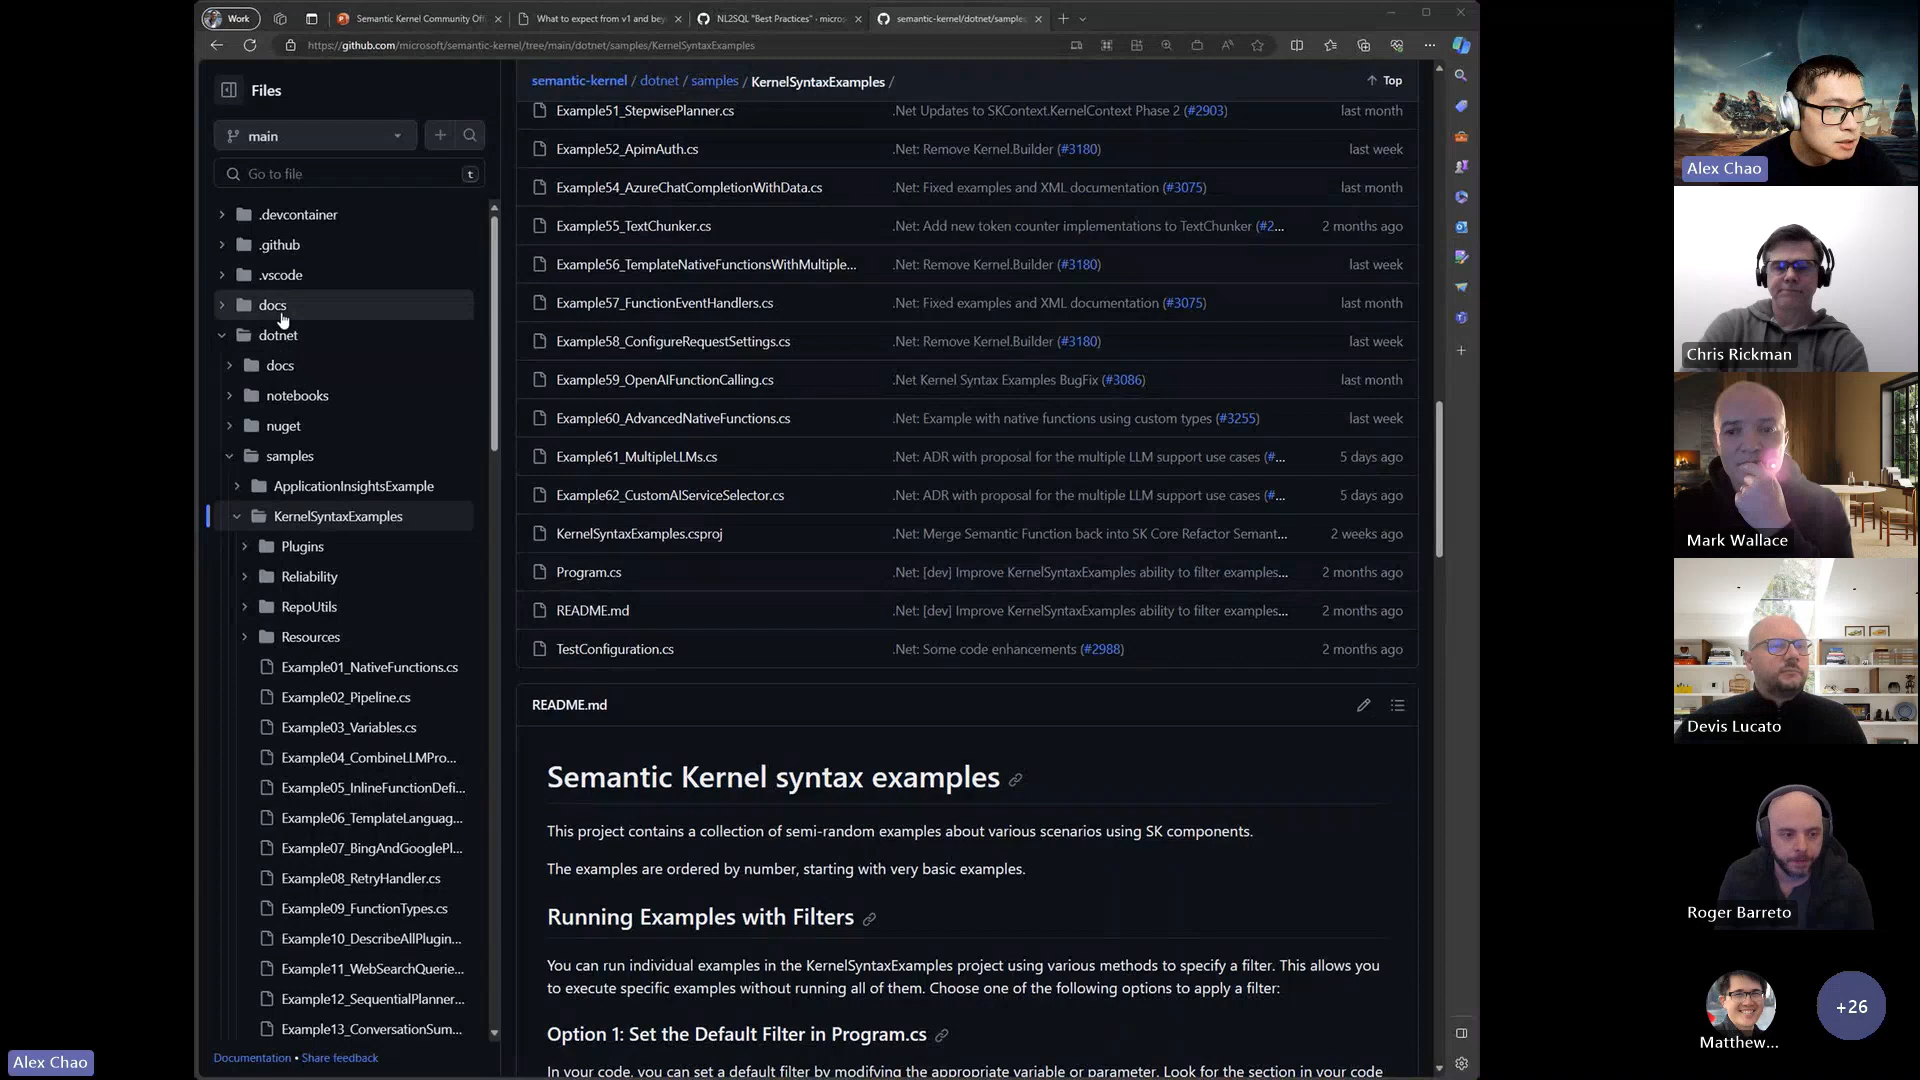 Work
Semantic Kernel Community Off
What to expect from v1 and bey
NL2SQL "Best Practices" · micros
semantic-kernel/dotnet/samples
https://github.com/microsoft/semantic-kernel/tree/main/dotnet/samples/KernelSyntaxExamples
Files
main
Go to file
t
.devcontainer
.github
.vscode
docs
dotnet
docs
notebooks
nuget
samples
ApplicationInsightsExample
KernelSyntaxExamples
Plugins
Reliability
RepoUtils
Resources
Example01_NativeFunctions.cs
Example02_Pipeline.cs
Example03_Variables.cs
Example04_CombineLLMPro...
Example05_InlineFunctionDefi...
Example06_TemplateLanguag...
Example07_BingAndGooglePl...
Example08_RetryHandler.cs
Example09_FunctionTypes.cs
Example10_DescribeAllPlugin...
Example11_WebSearchQuerie...
Example12_SequentialPlanner...
Example13_ConversationSum...
Documentation • Share feedback
semantic-kernel / dotnet / samples / KernelSyntaxExamples /
Top
Example51_StepwisePlanner.cs .Net Updates to SKContext.KernelContext Phase 2 (#2903) last month
Example52_ApimAuth.cs .Net: Remove Kernel.Builder (#3180) last week
Example54_AzureChatCompletionWithData.cs .Net: Fixed examples and XML documentation (#3075) last month
Example55_TextChunker.cs .Net: Add new token counter implementations to TextChunker (#2... 2 months ago
Example56_TemplateNativeFunctionsWithMultiple... .Net: Remove Kernel.Builder (#3180) last week
Example57_FunctionEventHandlers.cs .Net: Fixed examples and XML documentation (#3075) last month
Example58_ConfigureRequestSettings.cs .Net: Remove Kernel.Builder (#3180) last week
Example59_OpenAIFunctionCalling.cs .Net Kernel Syntax Examples BugFix (#3086) last month
Example60_AdvancedNativeFunctions.cs .Net: Example with native functions using custom types (#3255) last week
Example61_MultipleLLMs.cs .Net: ADR with proposal for the multiple LLM support use cases (#... 5 days ago
Example62_CustomAIServiceSelector.cs .Net: ADR with proposal for the multiple LLM support use cases (#... 5 days ago
KernelSyntaxExamples.csproj .Net: Merge Semantic Function back into SK Core Refactor Semant... 2 weeks ago
Program.cs .Net: [dev] Improve KernelSyntaxExamples ability to filter examples... 2 months ago
README.md .Net: [dev] Improve KernelSyntaxExamples ability to filter examples... 2 months ago
TestConfiguration.cs .Net: Some code enhancements (#2988) 2 months ago
README.md
Semantic Kernel syntax examples
This project contains a collection of semi-random examples about various scenarios using SK components.
The examples are ordered by number, starting with very basic examples.
Running Examples with Filters
You can run individual examples in the KernelSyntaxExamples project using various methods to specify a filter. This allows you
to execute specific examples without running all of them. Choose one of the following options to apply a filter:
Option 1: Set the Default Filter in Program.cs
In your code, you can set a default filter by modifying the appropriate variable or parameter. Look for the section in your code
Alex Chao
Chris Rickman
Mark Wallace
Devis Lucato
Roger Barreto
Matthew...
+26
Alex Chao